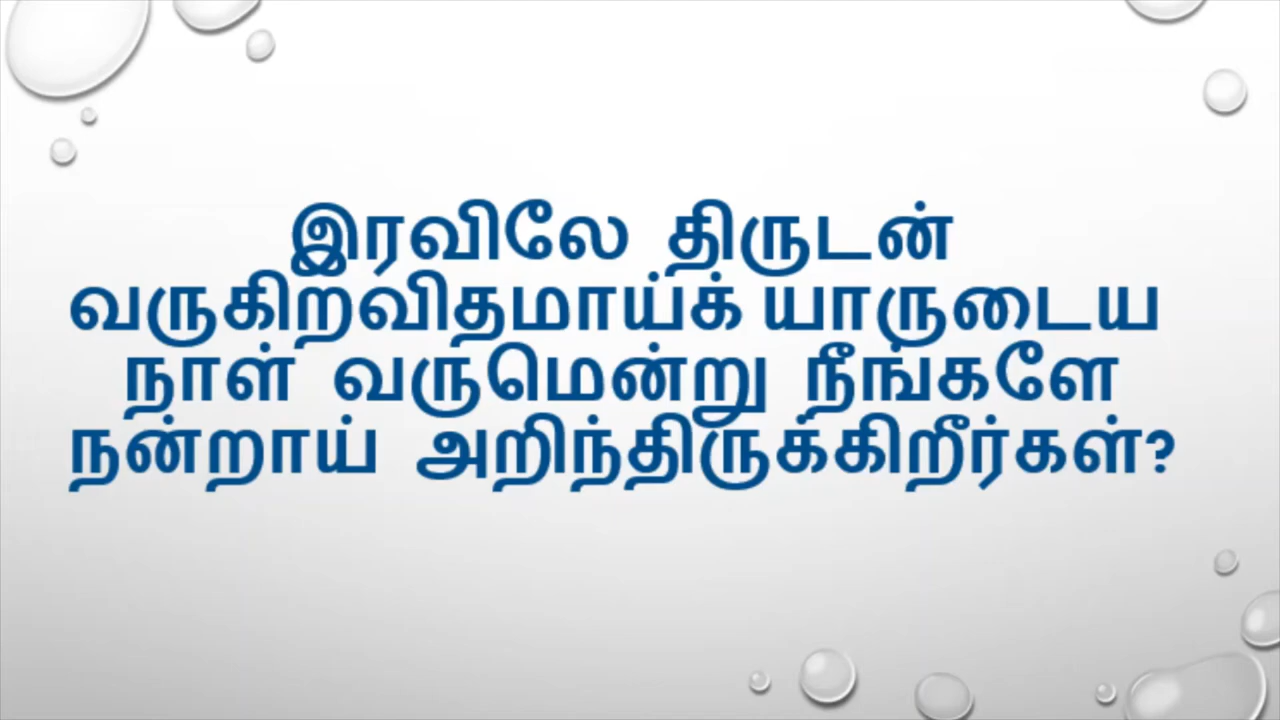 இரவிலே திருடன்
வருகிறவிதமாய்க் யாருடைய
நாள் வருமென்று நீங்களே
நன்றாய் அறிந்திருக்கிறீர்கள்?